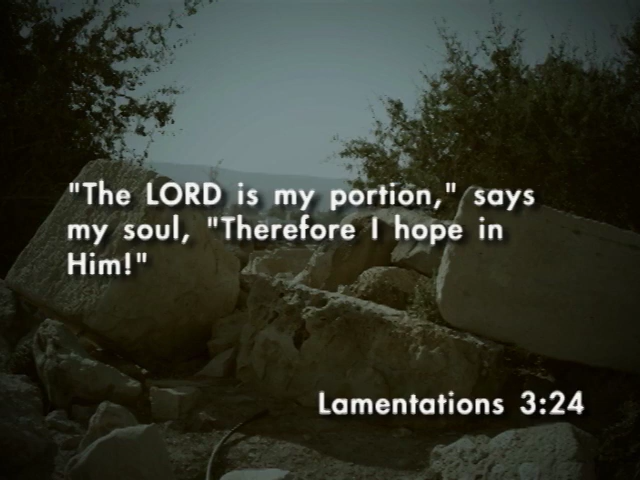 "The LORD is my portion," says
my soul, "Therefore I hope in
Him!"
Lamentations 3:24